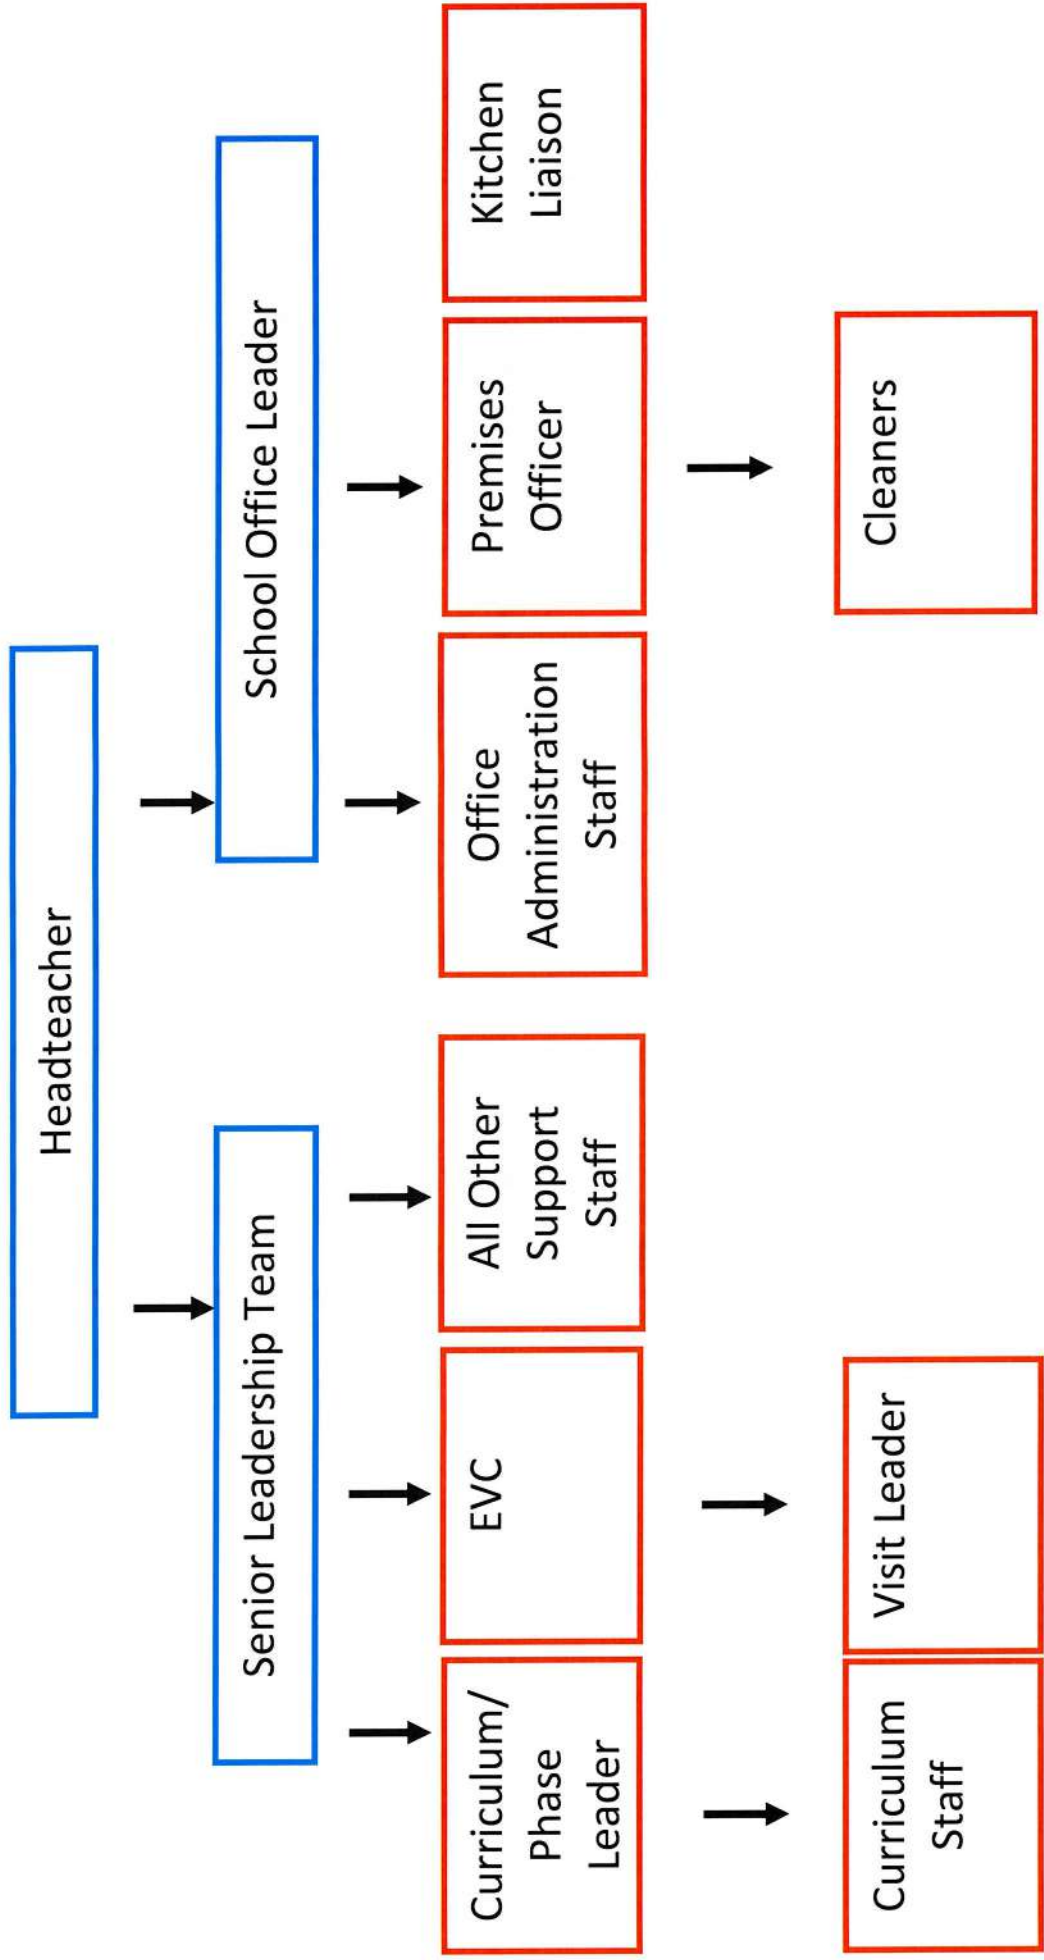 Headteacher
Senior Leadership Team
School Office Leader
Curriculum/
Phase
Leader
EVC
All Other
Support
Staff
Office
Administration
Staff
Premises
Officer
Kitchen
Liaison
Curriculum
Staff
Visit Leader
Cleaners